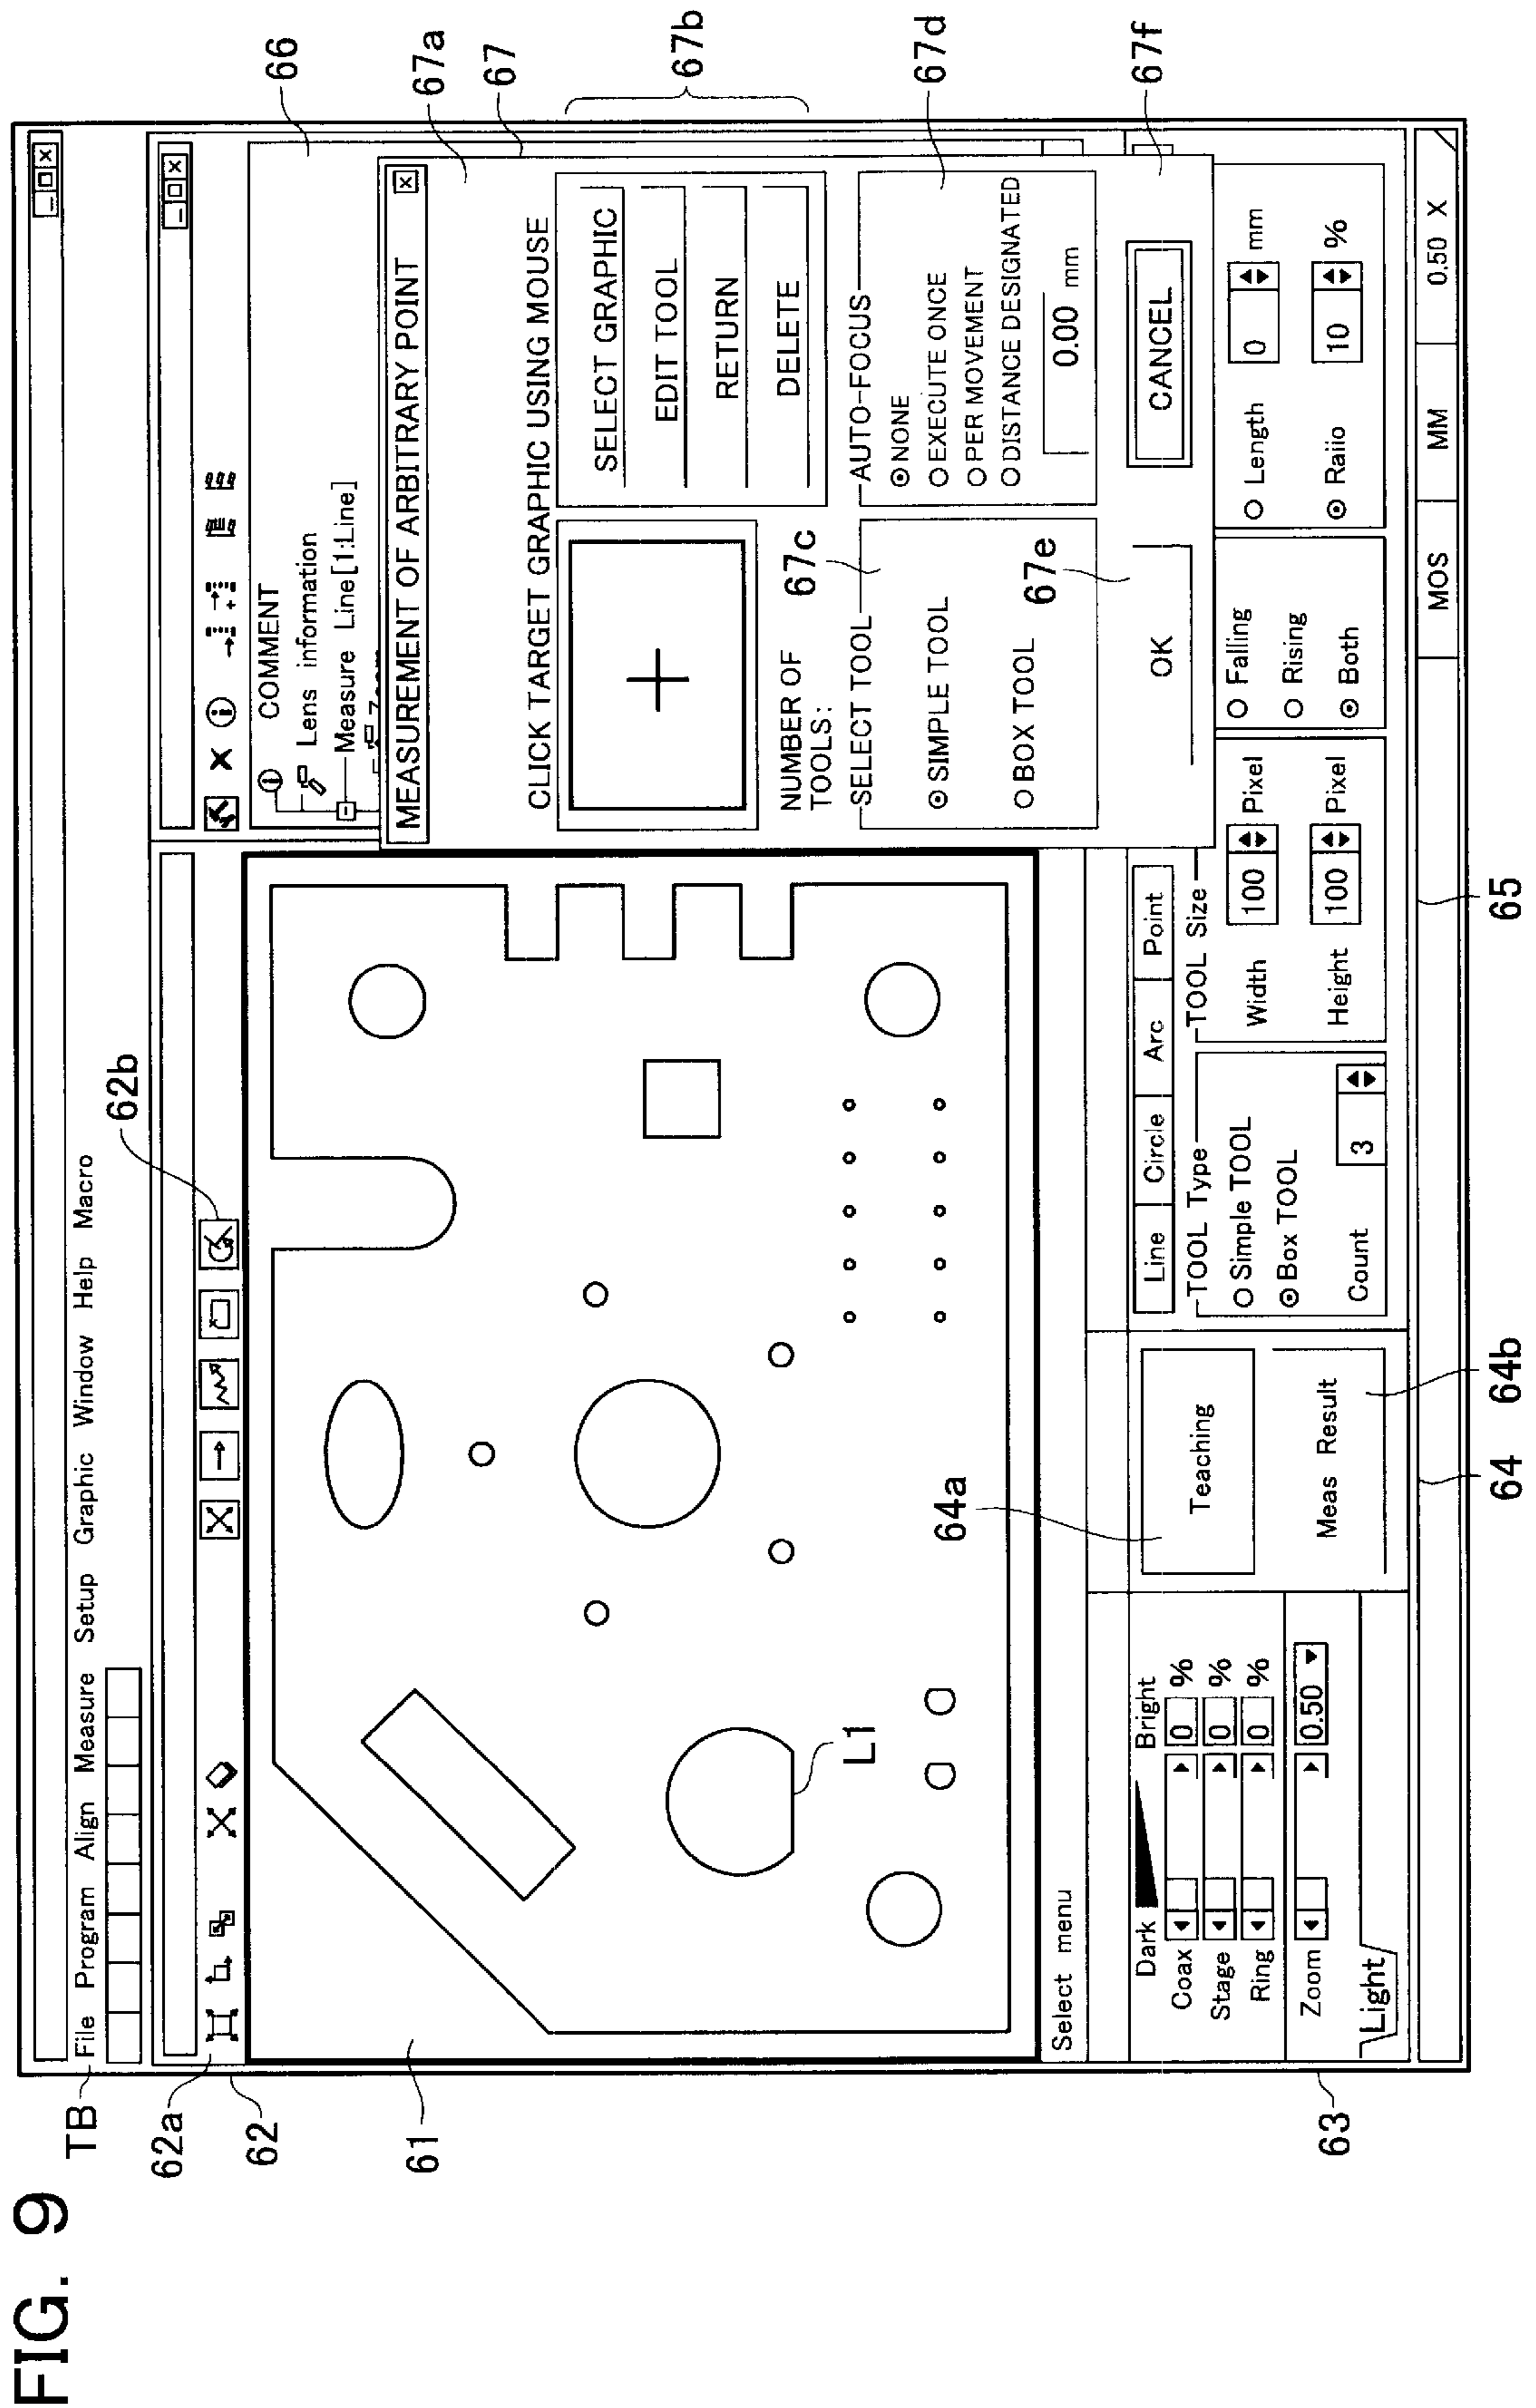 FIG. 9
TB
File Program Align Measure Setup Graphic Window Help Macro
62a
62
62b
61
66
COMMENT
Lens information
Measure Line[1:Line]
67a
67
MEASUREMENT OF ARBITRARY POINT
CLICK TARGET GRAPHIC USING MOUSE
67b
SELECT GRAPHIC
EDIT TOOL
RETURN
DELETE
NUMBER OF
TOOLS:
67c
SELECT TOOL
SIMPLE TOOL
BOX TOOL
67d
AUTO-FOCUS
NONE
EXECUTE ONCE
PER MOVEMENT
DISTANCE DESIGNATED
0.00 mm
67e
OK
67f
CANCEL
L1
Select menu
Dark Bright
Coax 0 %
Stage 0 %
Ring 0 %
Zoom 0.50
Light
63
64a
Teaching
Meas Result
64
64b
Line Circle Arc Point
TOOL Type
Simple TOOL
Box TOOL
Count 3
TOOL Size
Width 100 Pixel
Height 100 Pixel
Falling
Rising
Both
Length 0 mm
Raiio 10 %
MOS MM 0.50 X
65